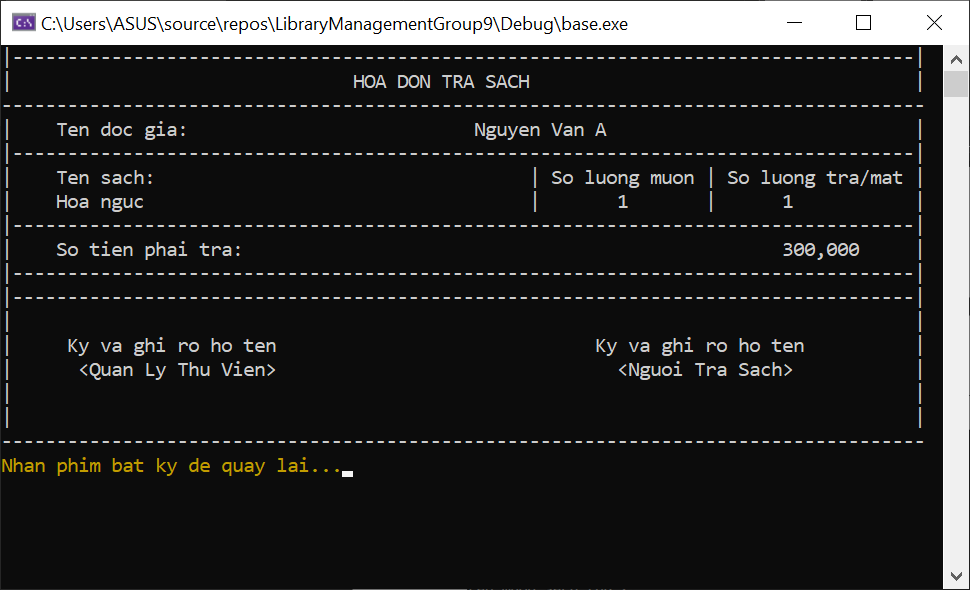 C:\Users\ASUS\source\repos\LibraryManagementGroup9\Debug\base.exe
HOA DON TRA SACH
Ten doc gia: Nguyen Van A
Ten sach: | So luong muon | So luong tra/mat
Hoa nguc | 1 | 1
So tien phai tra: 300,000
Ky va ghi ro ho ten Ky va ghi ro ho ten
<Quan Ly Thu Vien> <Nguoi Tra Sach>
Nhan phim bat ky de quay lai...